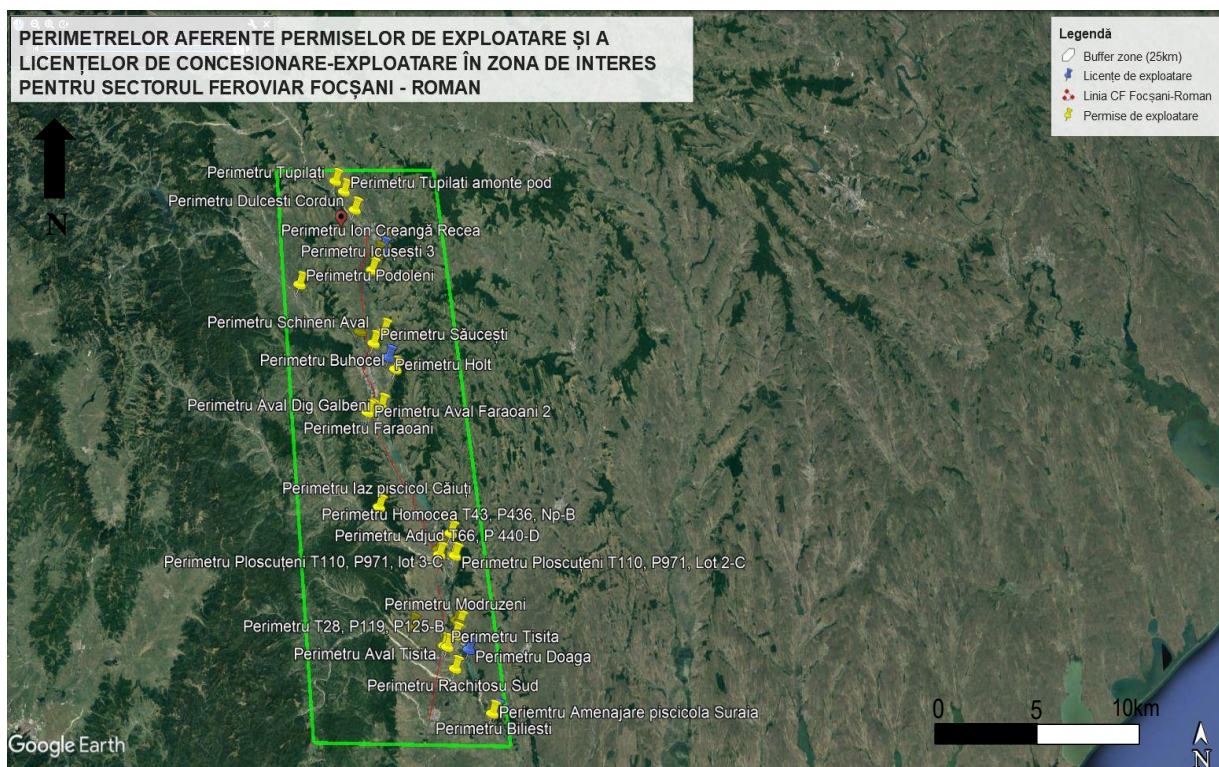 PERIMETRELOR AFERENTE PERMISELOR DE EXPLOATARE ȘI A
LICENȚELOR DE CONCESIONARE-EXPLOATARE ÎN ZONA DE INTERES
PENTRU SECTORUL FEROVIAR FOCȘANI - ROMAN
Legendă
Buffer zone (25km)
Licențe de exploatare
Linia CF Focșani-Roman
Permise de exploatare
N
Perimetru Tupilați
Perimetru Tupilati amonte pod
Perimetru Dulcesti Cordun
Perimetru Ion Creangă Recea
Perimetru Icușești 3
Perimetru Podoleni
Perimetru Schineni Aval
Perimetru Săucești
Perimetru Buhocel
Perimetru Holt
Perimetru Aval Dig Galbeni
Perimetru Aval Faraoani 2
Perimetru Faraoani
Perimetru Iaz piscicol Căiuți
Perimetru Homocea T43, P436, Np-B
Perimetru Adjud T66, P 440-D
Perimetru Ploscuțeni T110, P971, lot 3-C
Perimetru Ploscuțeni T110, P971, Lot 2-C
Perimetru Modruzeni
Perimetru T28, P119, P125-B
Perimetru Tisita
Perimetru Aval Tisita
Perimetru Doaga
Perimetru Rachitosu Sud
Periemtru Amenajare piscicola Suraia
Perimetru Biliesti
0 5 10km
Google Earth
N